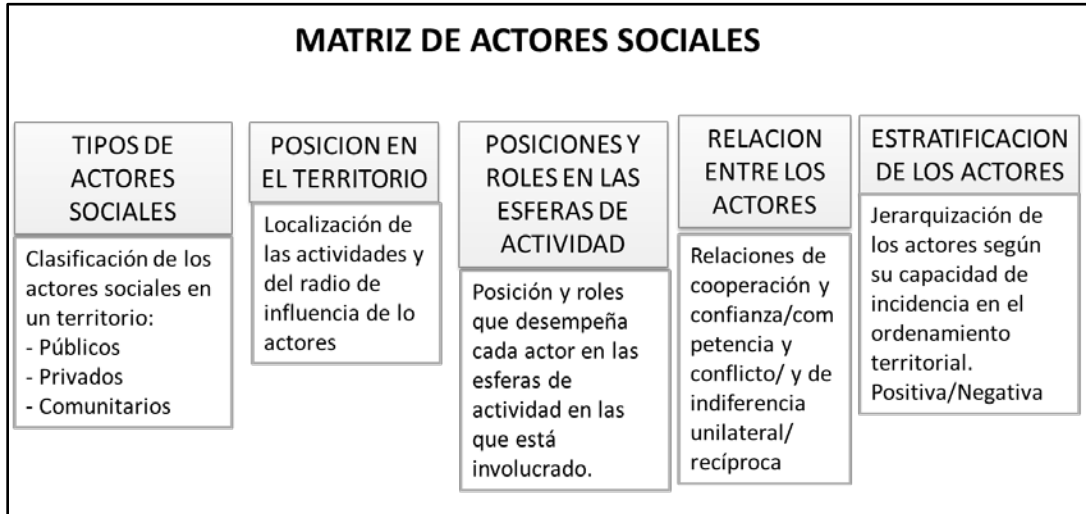 MATRIZ DE ACTORES SOCIALES
TIPOS DE
ACTORES
SOCIALES
Clasificación de los
actores sociales en
un territorio:
- Públicos
- Privados
- Comunitarios
POSICION EN
EL TERRITORIO
Localización de
las actividades y
del radio de
influencia de lo
actores
POSICIONES Y
ROLES EN LAS
ESFERAS DE
ACTIVIDAD
Posición y roles
que desempeña
cada actor en las
esferas de
actividad en las
que está
involucrado.
RELACION
ENTRE LOS
ACTORES
Relaciones de
cooperación y
confianza/com
petencia y
conflicto/ y de
indiferencia
unilateral/
recíproca
ESTRATIFICACION
DE LOS ACTORES
Jerarquización de
los actores según
su capacidad de
incidencia en el
ordenamiento
territorial.
Positiva/Negativa